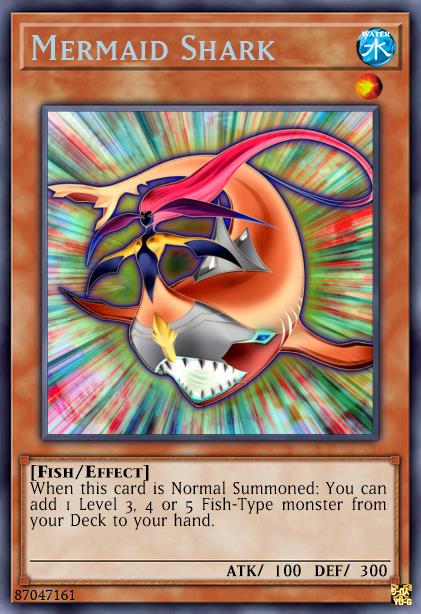 Mermaid Shark
WATER
水
[Fish/Effect]
When this card is Normal Summoned: You can
add 1 Level 3, 4 or 5 Fish-Type monster from
your Deck to your hand.
ATK/ 100 DEF/ 300
87047161